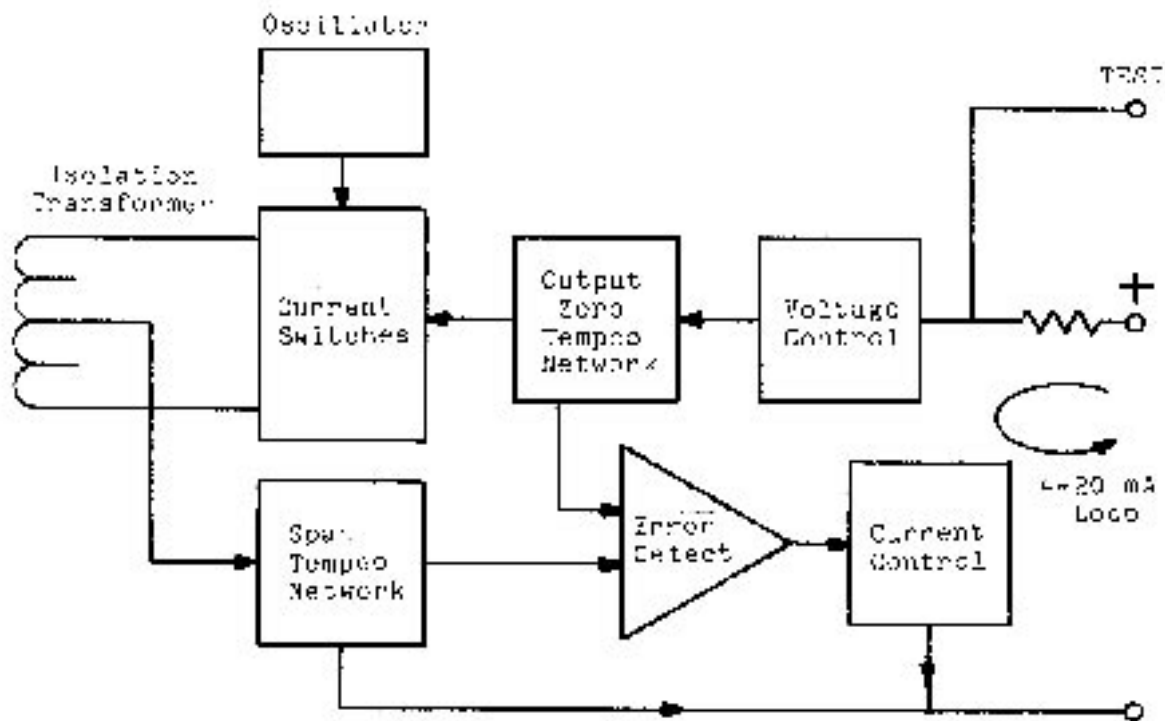 Oscillator
TEST
Isolation
Transformer
Current
Switches
Output
Zero
Tempco
Network
Voltage
Control
+
4-20 mA
Loop
Span
Tempco
Network
Error
Detect
Current
Control